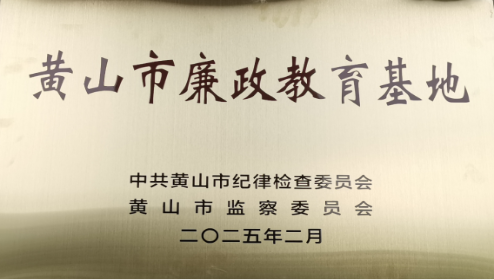 黄山市廉政教育基地
中共黄山市纪律检查委员会
黄山市监察委员会
二〇二五年二月